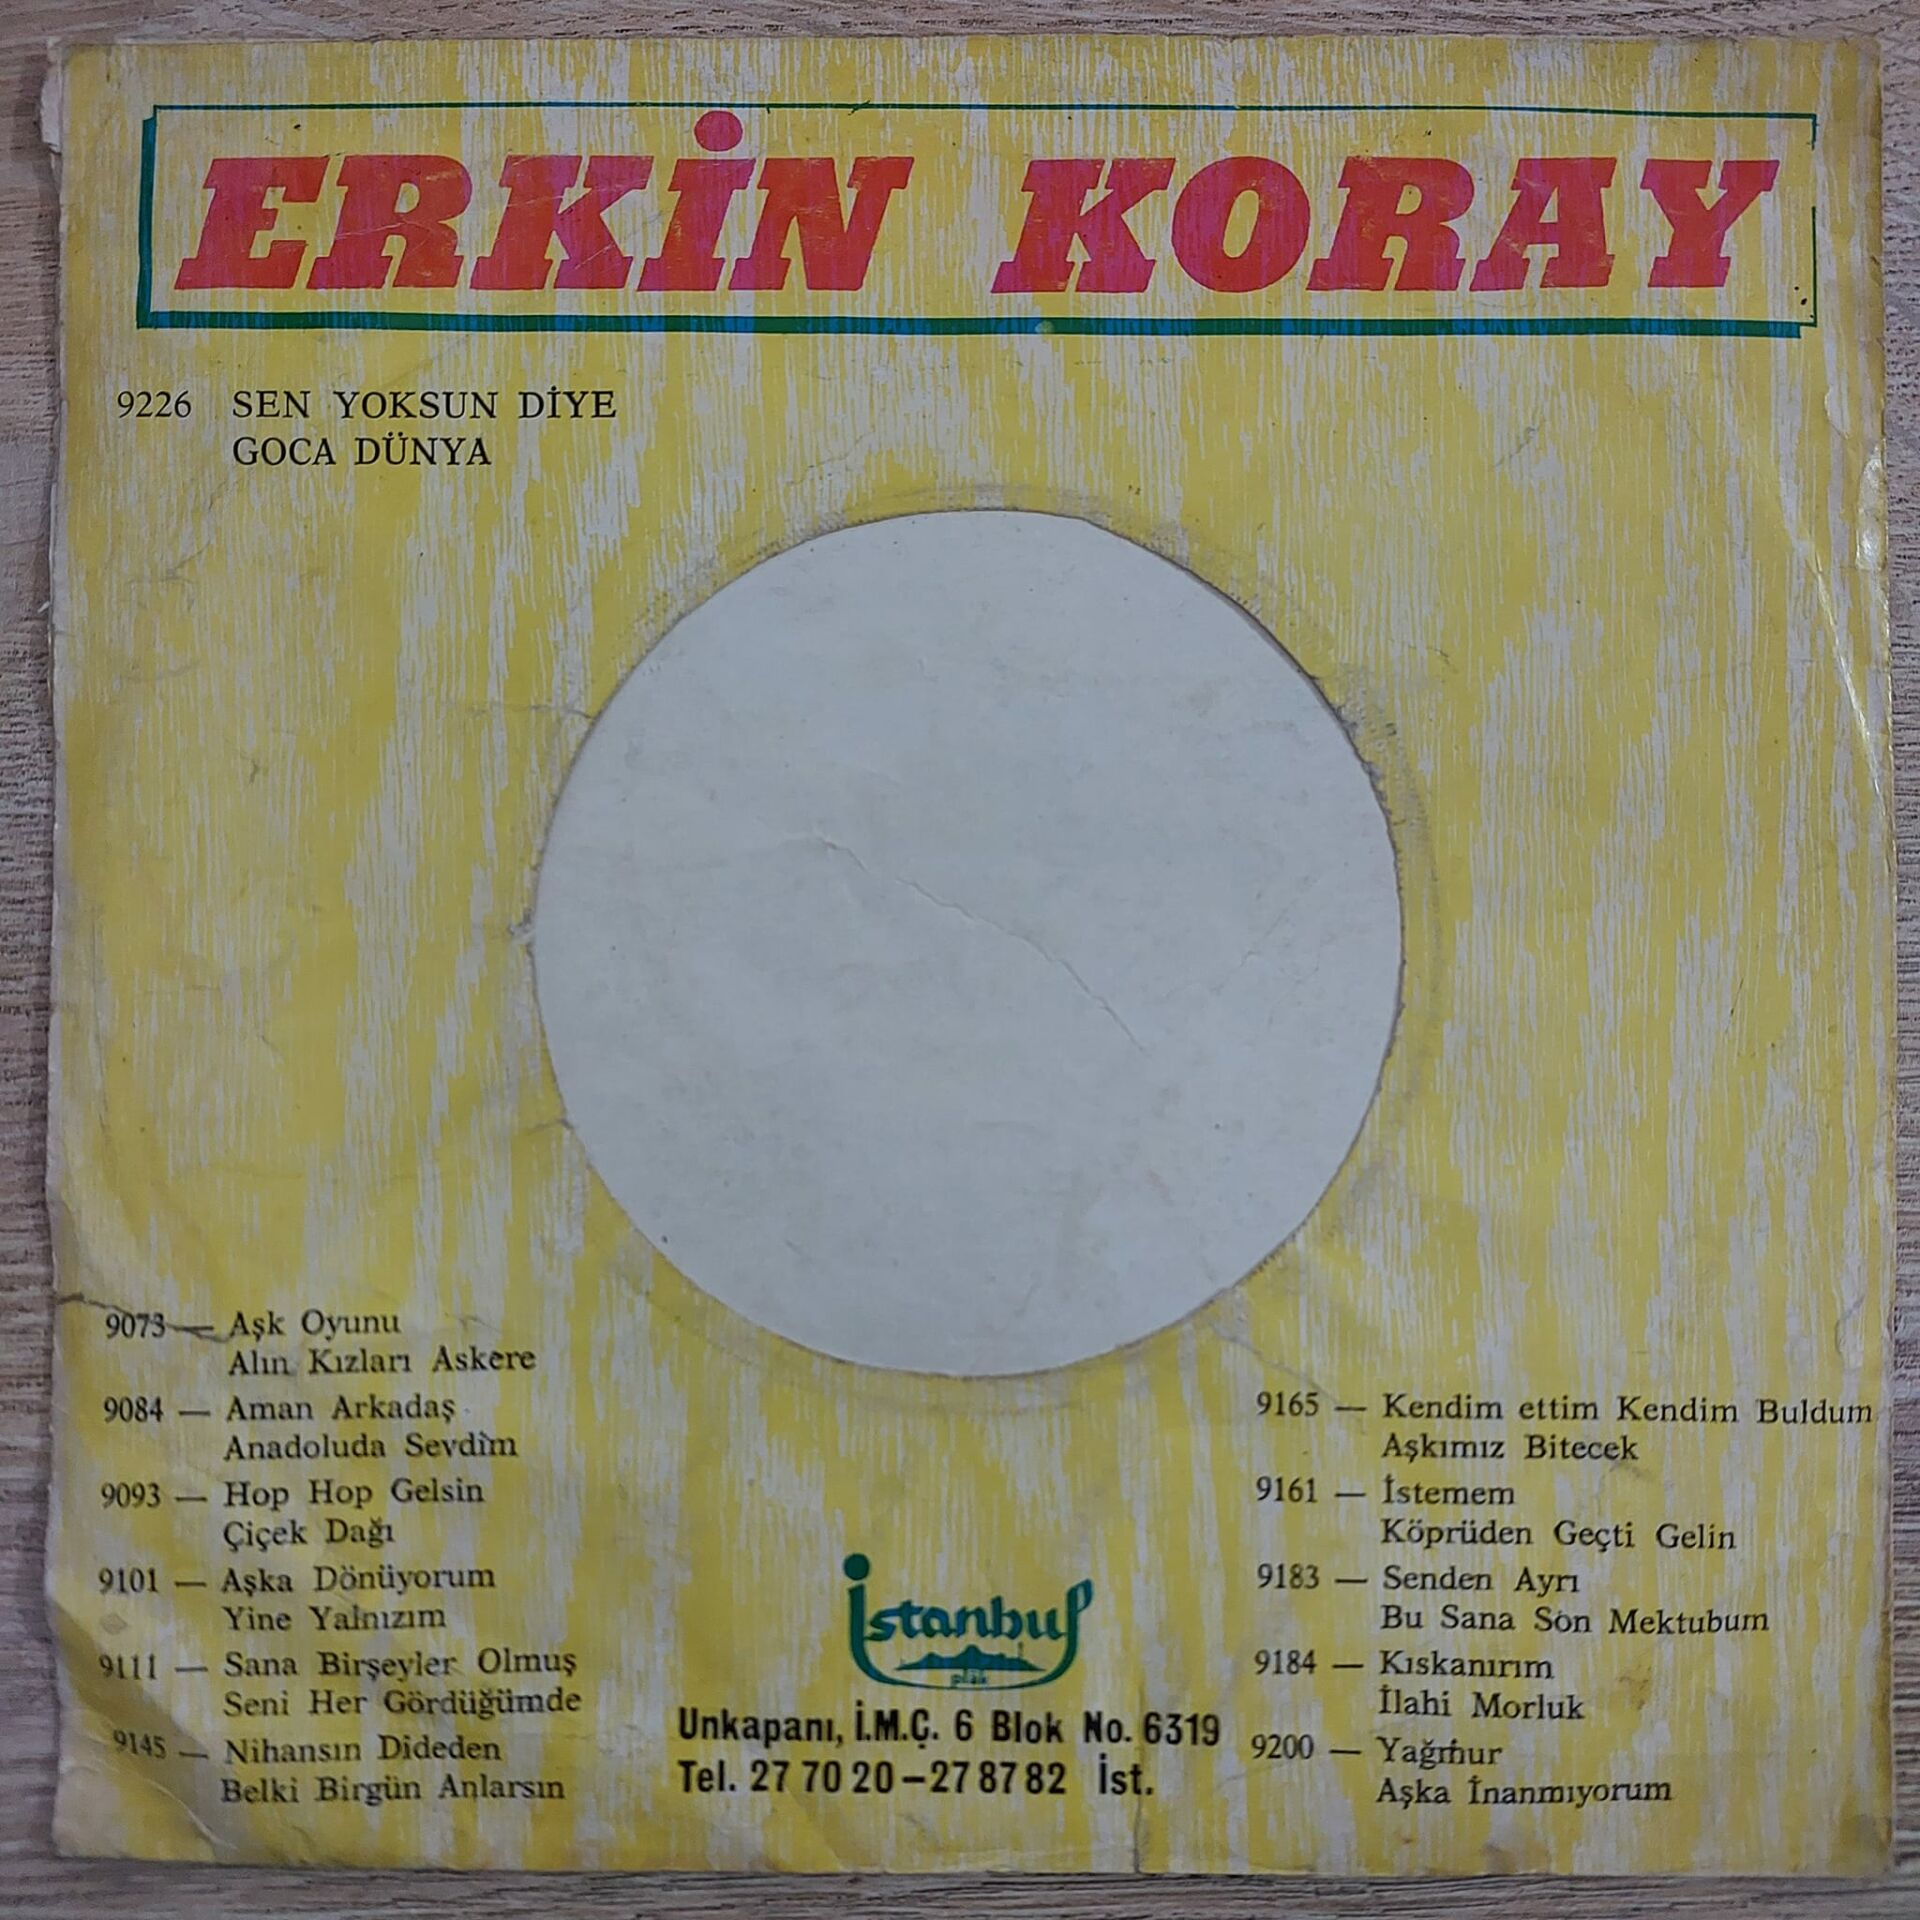 ERKİN KORAY
9226 SEN YOKSUN DİYE
GOCA DÜNYA
9073 — Aşk Oyunu
Alın Kızları Askere
9084 — Aman Arkadaş
Anadoluda Sevdim
9093 — Hop Hop Gelsin
Çiçek Dağı
9101 — Aşka Dönüyorum
Yine Yalnızım
9111 — Sana Birşeyler Olmuş
Seni Her Gördüğümde
9145 — Nihansın Dideden
Belki Birgün Anlarsın
İstanbul
plak
Unkapanı, İ.M.Ç. 6 Blok No. 6319
Tel. 27 70 20 – 27 87 82 İst.
9165 — Kendim ettim Kendim Buldum
Aşkımız Bitecek
9161 — İstemem
Köprüden Geçti Gelin
9183 — Senden Ayrı
Bu Sana Son Mektubum
9184 — Kıskanırım
İlahi Morluk
9200 — Yağmur
Aşka İnanmıyorum